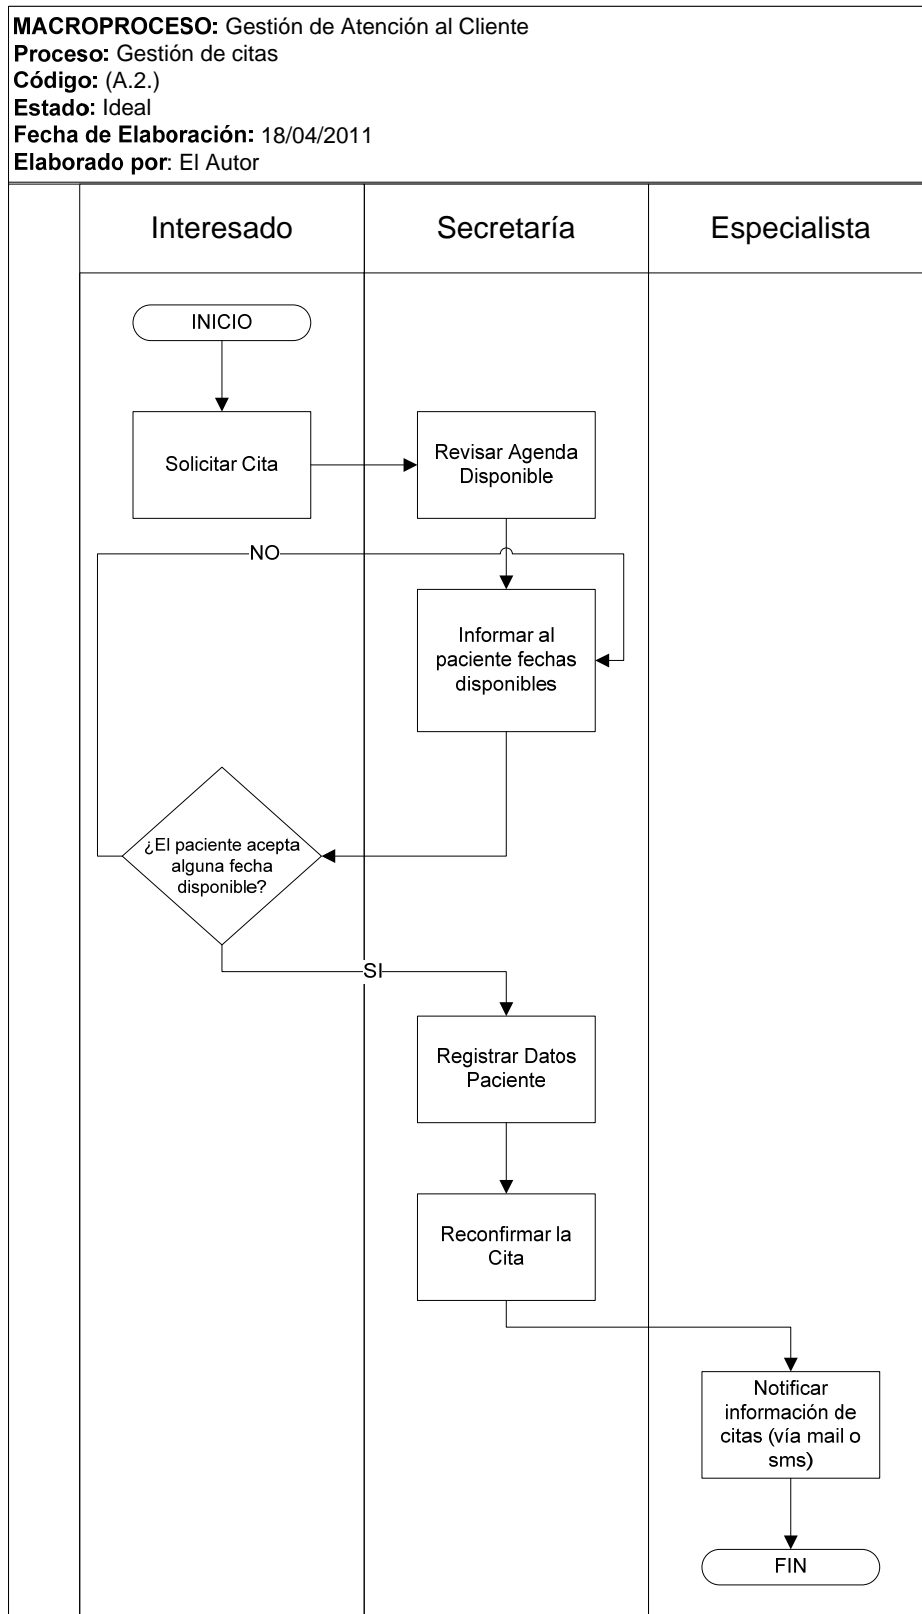 MACROPROCESO: Gestión de Atención al Cliente
Proceso: Gestión de citas
Código: (A.2.)
Estado: Ideal
Fecha de Elaboración: 18/04/2011
Elaborado por: El Autor
Interesado
Secretaría
Especialista
INICIO
Solicitar Cita
Revisar Agenda
Disponible
NO
Informar al
paciente fechas
disponibles
¿El paciente acepta
alguna fecha
disponible?
SI
Registrar Datos
Paciente
Reconfirmar la
Cita
Notificar
información de
citas (vía mail o
sms)
FIN